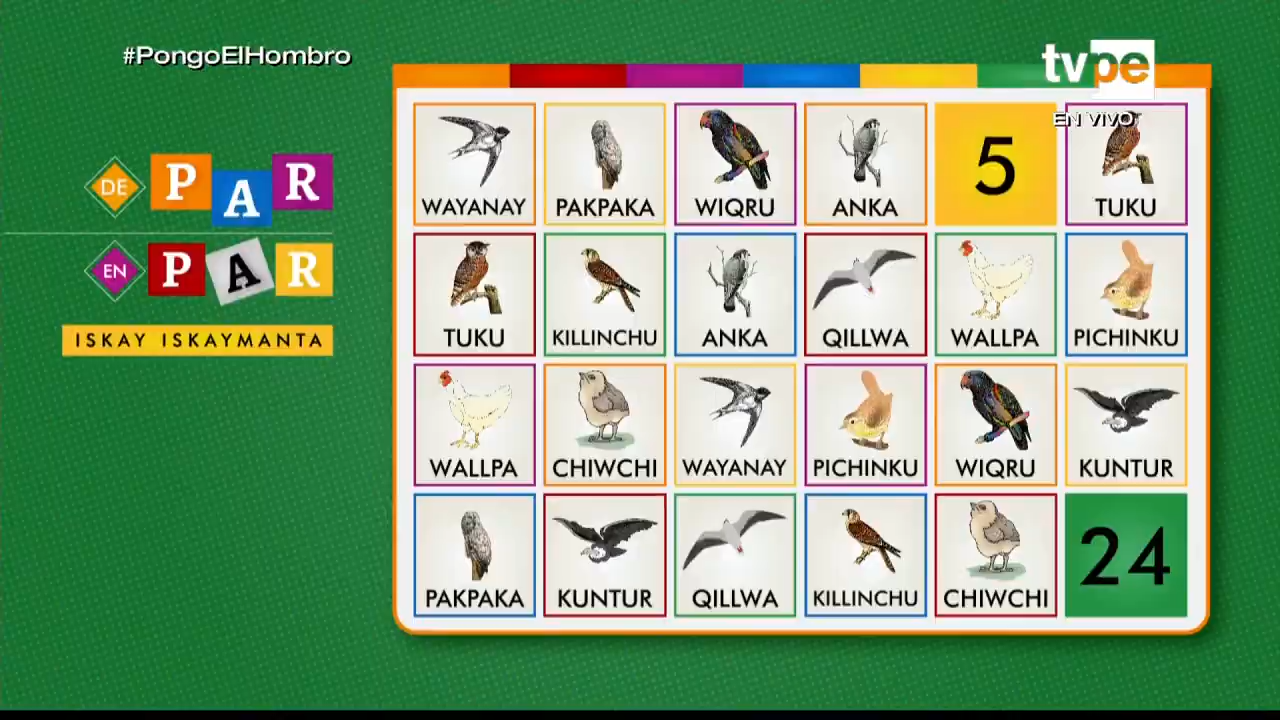 #PongoElHombro
tvpe
EN VIVO
DE PAR
EN PAR
ISKAY ISKAYMANTA
WAYANAY PAKPAKA WIQRU ANKA 5 TUKU
TUKU KILLINCHU ANKA QILLWA WALLPA PICHINKU
WALLPA CHIWCHI WAYANAY PICHINKU WIQRU KUNTUR
PAKPAKA KUNTUR QILLWA KILLINCHU CHIWCHI 24